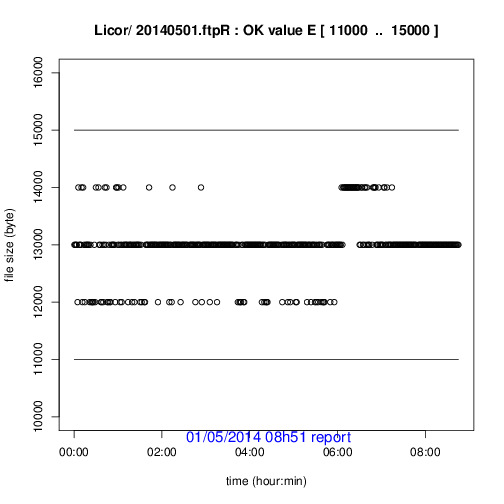 Licor/ 20140501.ftpR : OK value E [ 11000 .. 15000 ]
file size (byte)
16000
15000
14000
13000
12000
11000
10000
01/05/2014 08h51 report
00:00 02:00 04:00 06:00 08:00
time (hour:min)